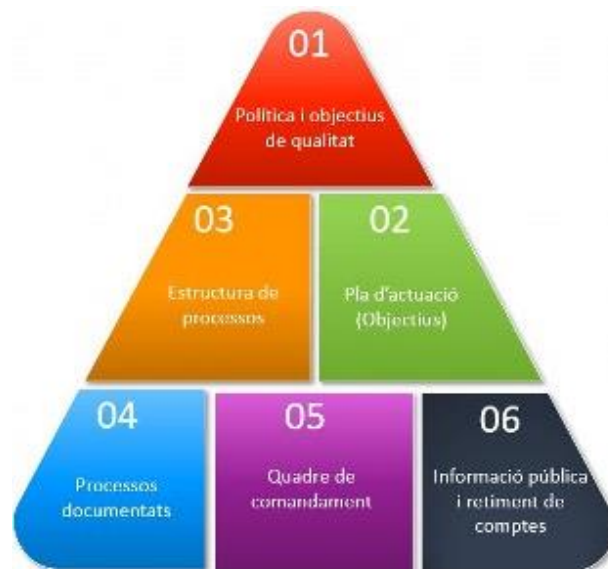 01
Política i objectius
de qualitat
03
Estructura de
processos
02
Pla d'actuació
(Objectius)
04
Processos
documentats
05
Quadre de
comandament
06
Informació pública
i retiment de
comptes